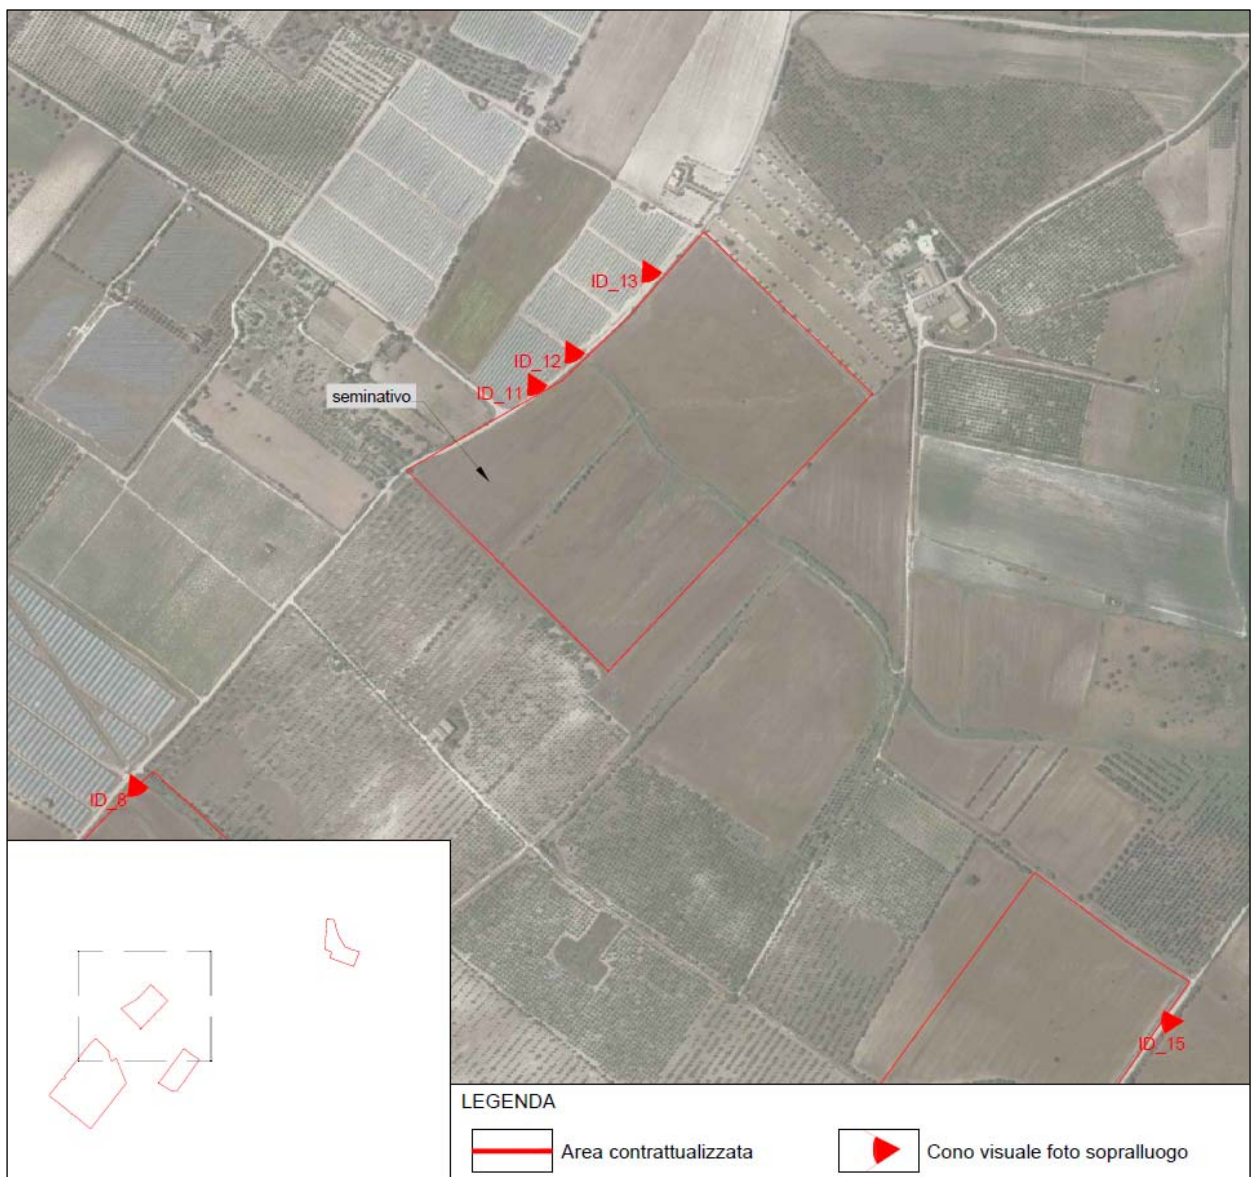 ID_13
ID_12
ID_11
seminativo
ID_8
ID_15
LEGENDA
Area contrattualizzata
Cono visuale foto sopralluogo